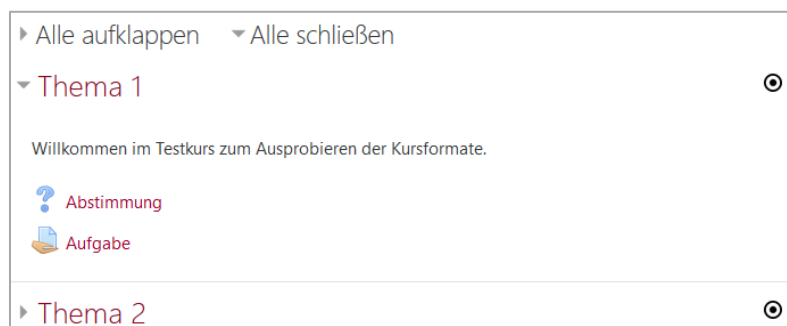 Alle aufklappen Alle schließen
Thema 1
Willkommen im Testkurs zum Ausprobieren der Kursformate.
Abstimmung
Aufgabe
Thema 2